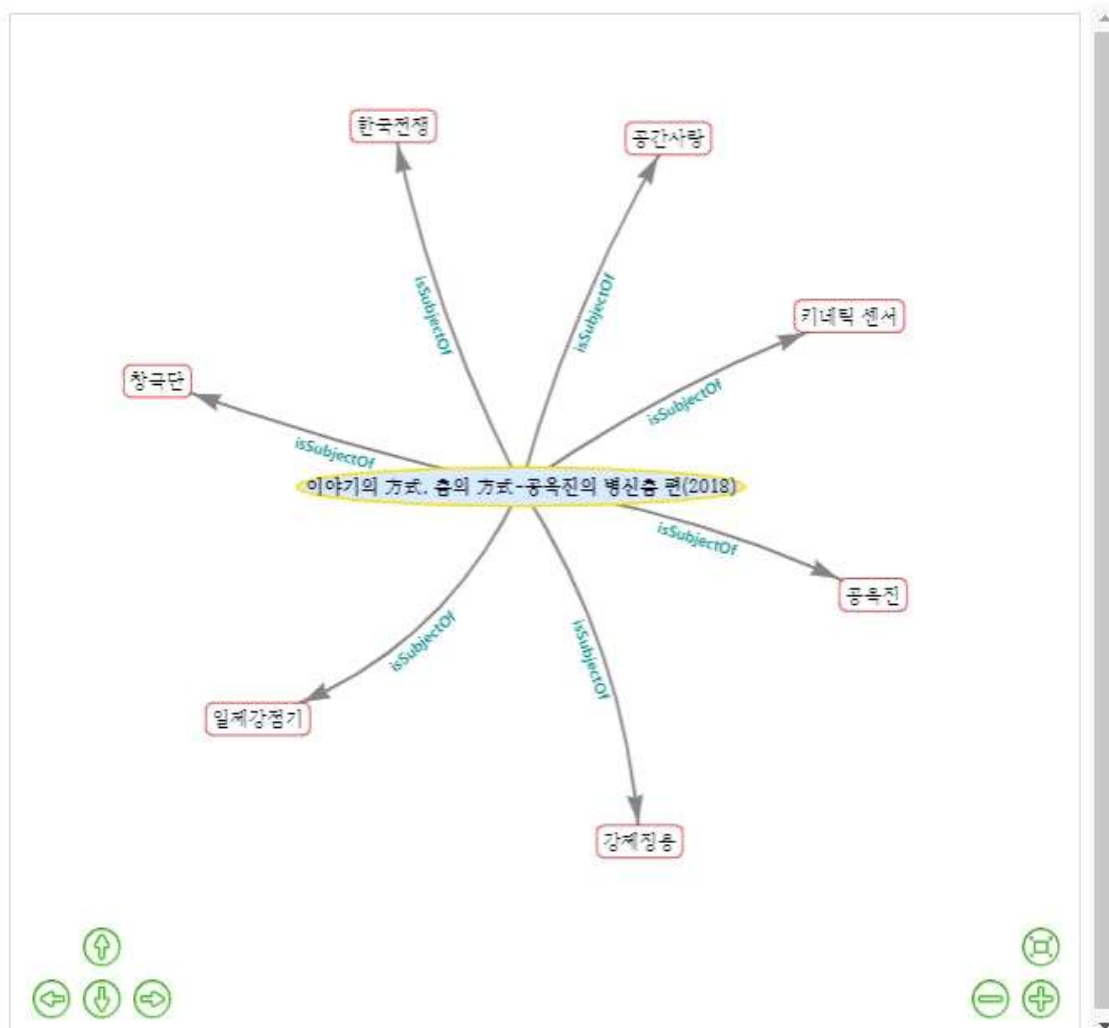 한국전쟁
공간사랑
isSubjectOf
isSubjectOf
키네틱 센서
창극단
isSubjectOf
isSubjectOf
이야기의 方式, 춤의 方式-공옥진의 병신춤 편(2018)
isSubjectOf
공옥진
isSubjectOf
isSubjectOf
일제강점기
강제징용